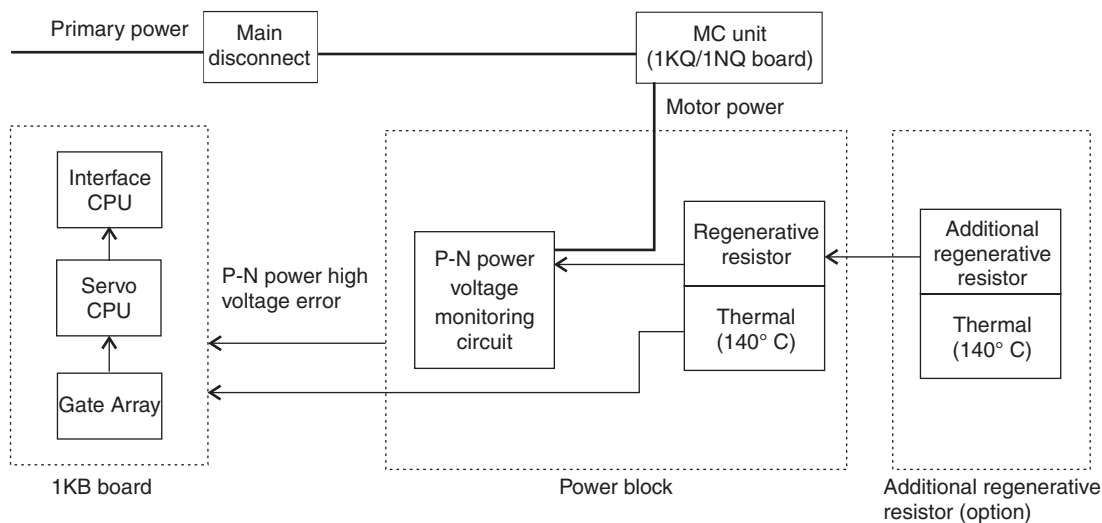 Primary power
Main
disconnect
MC unit
(1KQ/1NQ board)
Motor power
Interface
CPU
Servo
CPU
Gate Array
1KB board
P-N power high
voltage error
P-N power
voltage
monitoring
circuit
Regenerative
resistor
Thermal
(140° C)
Power block
Additional
regenerative
resistor
Thermal
(140° C)
Additional regenerative
resistor (option)